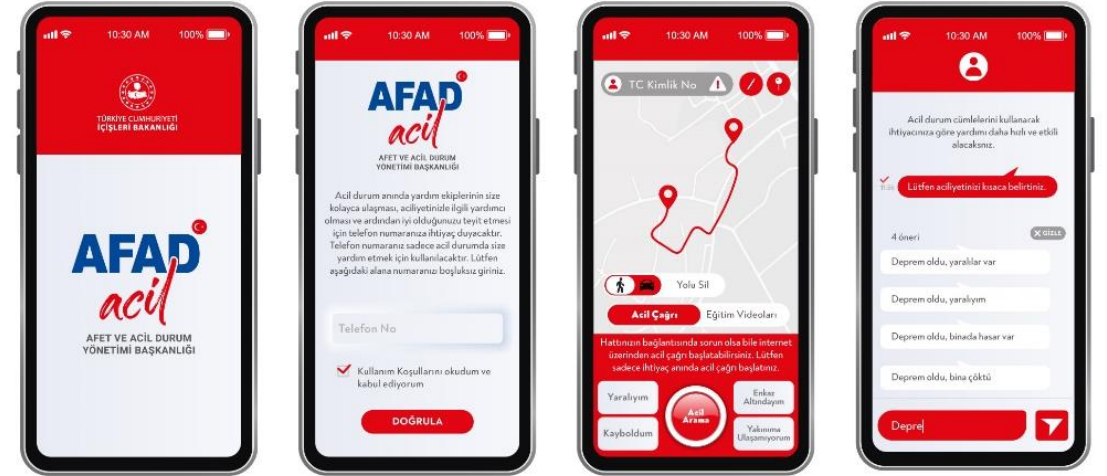 10:30 AM 100%
TÜRKİYE CUMHURİYETİ
İÇİŞLERİ BAKANLIĞI
AFAD
acil
AFET VE ACİL DURUM
YÖNETİMİ BAŞKANLIĞI
10:30 AM 100%
AFAD
acil
AFET VE ACİL DURUM
YÖNETİMİ BAŞKANLIĞI
Acil durum anında yardım ekiplerinin size
kolayca ulaşması, aciliyetinizle ilgili yardımcı
olması ve ardından iyi olduğunuzu teyit etmesi
için telefon numaranıza ihtiyaç duyacaktır.
Telefon numaranız sadece acil durumda size
yardım etmek için kullanılacaktır. Lütfen
aşağıdaki alana numaranızı boşluksuz giriniz.
Telefon No
Kullanım Koşullarını okudum ve
kabul ediyorum
DOĞRULA
10:30 AM 100%
TC Kimlik No
Yolu Sil
Acil Çağrı Eğitim Videoları
Hattınızın bağlantısında sorun olsa bile internet
üzerinden acil çağrı başlatabilirsiniz. Lütfen
sadece ihtiyaç anında acil çağrı başlatınız.
Yaralıyım
Enkaz
Altındayım
Acil
Arama
Kayboldum
Yakınıma
Ulaşamıyorum
10:30 AM 100%
Acil durum cümlelerini kullanarak
ihtiyacınıza göre yardımı daha hızlı ve etkili
alacaksınız.
Lütfen aciliyetinizi kısaca belirtiniz.
4 öneri
X GİZLE
Deprem oldu, yaralılar var
Deprem oldu, yaralıyım
Deprem oldu, binada hasar var
Deprem oldu, bina çöktü
Depre